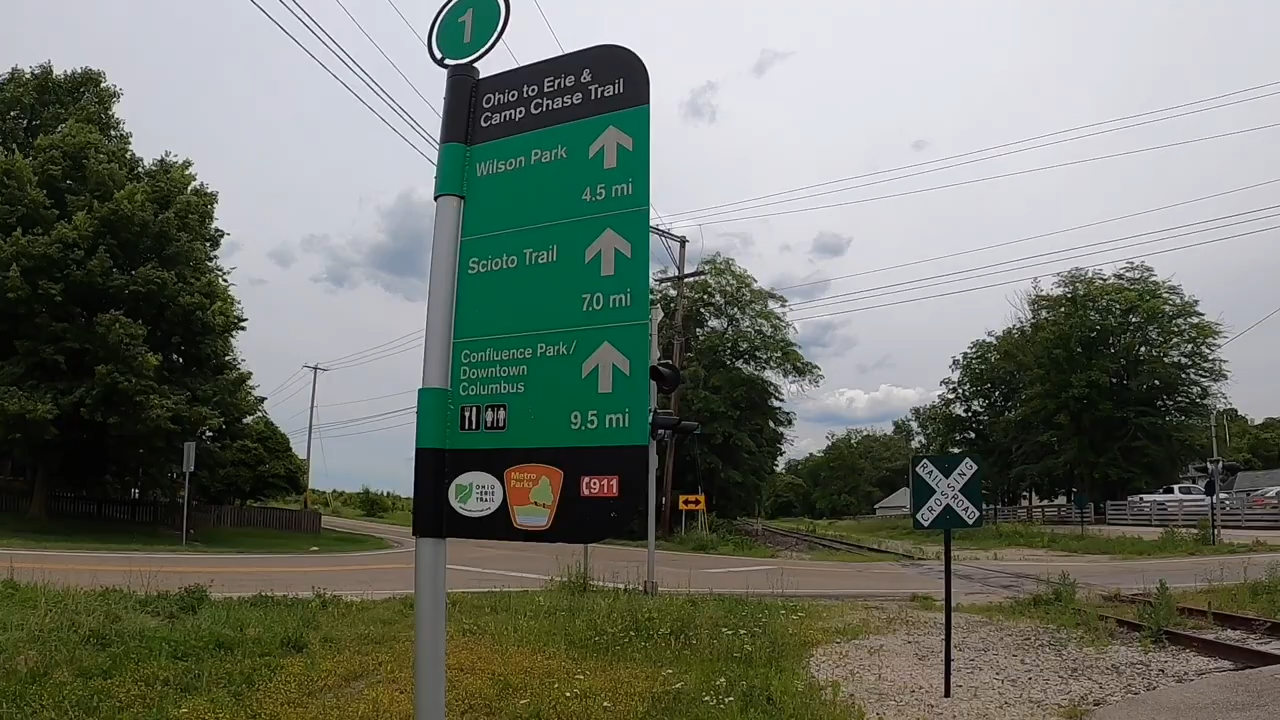 1
Ohio to Erie &
Camp Chase Trail
Wilson Park
4.5 mi
Scioto Trail
7.0 mi
Confluence Park/
Downtown
Columbus
9.5 mi
OHIO
TO ERIE
TRAIL
Metro
Parks
911
RAILROAD
CROSSING